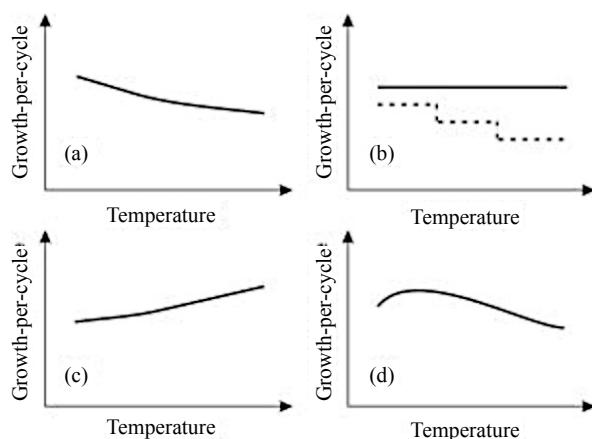 Growth-per-cycle
(a)
Temperature
Growth-per-cycle
(b)
Temperature
Growth-per-cycle
(c)
Temperature
Growth-per-cycle
(d)
Temperature